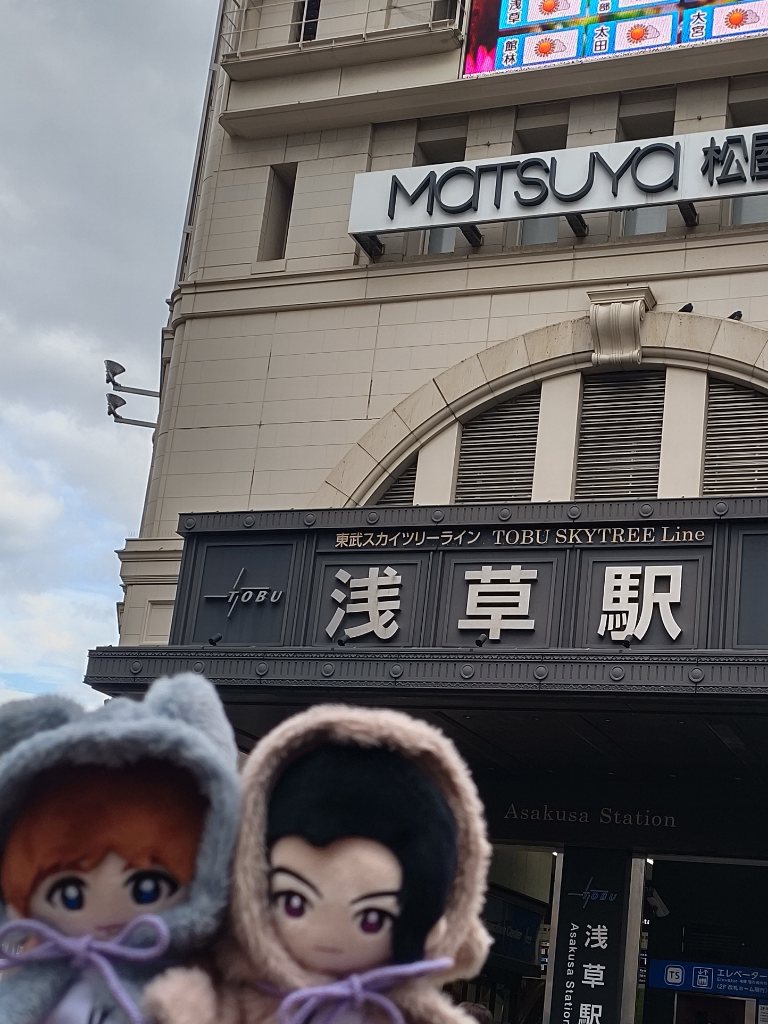 浅草
館林
太田
大宮
MATSUYA 松屋
東武スカイツリーライン TOBU SKYTREE Line
TOBU
浅草駅
Asakusa Station
TOBU
浅草駅
Asakusa Station
TS
エレベーター